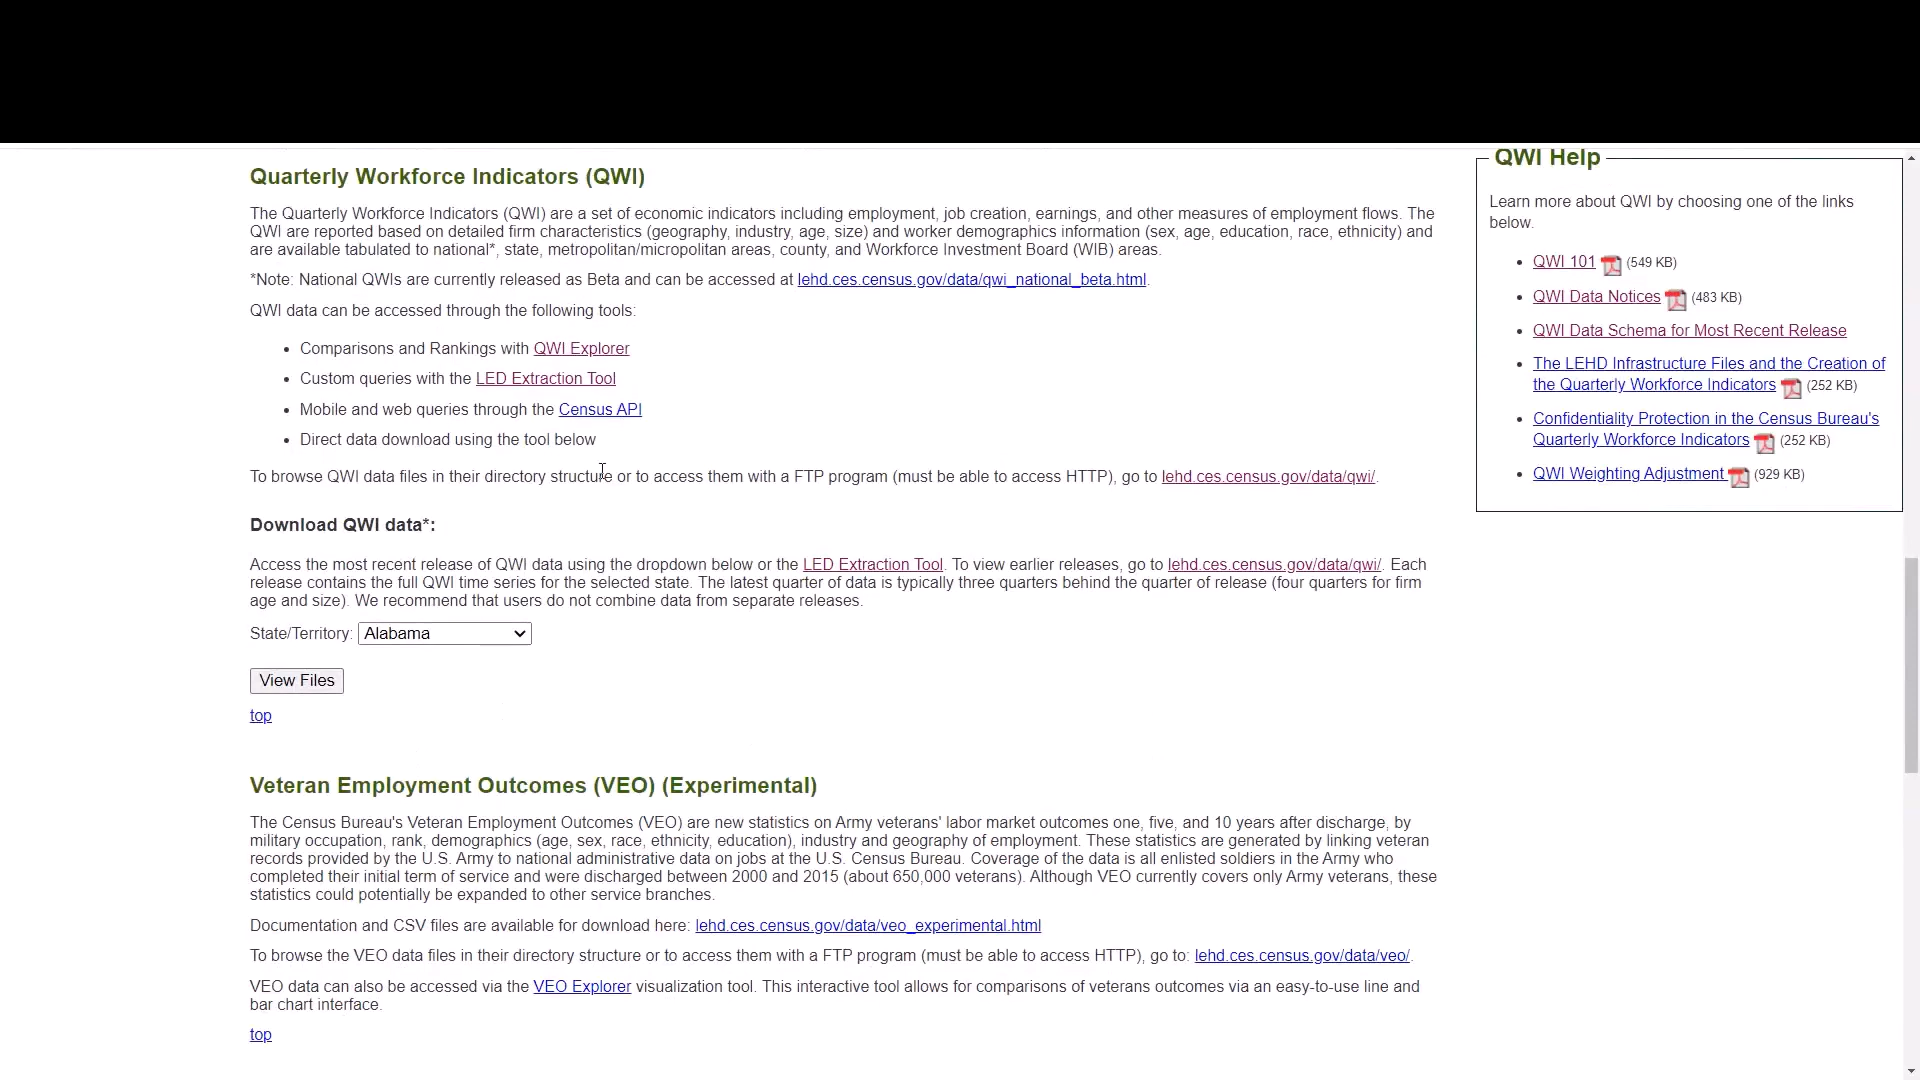 Quarterly Workforce Indicators (QWI)
The Quarterly Workforce Indicators (QWI) are a set of economic indicators including employment, job creation, earnings, and other measures of employment flows. The
QWI are reported based on detailed firm characteristics (geography, industry, age, size) and worker demographics information (sex, age, education, race, ethnicity) and
are available tabulated to national*, state, metropolitan/micropolitan areas, county, and Workforce Investment Board (WIB) areas.
*Note: National QWIs are currently released as Beta and can be accessed at lehd.ces.census.gov/data/qwi_national_beta.html.
QWI data can be accessed through the following tools:
• Comparisons and Rankings with QWI Explorer
• Custom queries with the LED Extraction Tool
• Mobile and web queries through the Census API
• Direct data download using the tool below
To browse QWI data files in their directory structure or to access them with a FTP program (must be able to access HTTP), go to lehd.ces.census.gov/data/qwi/.
Download QWI data*:
Access the most recent release of QWI data using the dropdown below or the LED Extraction Tool. To view earlier releases, go to lehd.ces.census.gov/data/qwi/. Each
release contains the full QWI time series for the selected state. The latest quarter of data is typically three quarters behind the quarter of release (four quarters for firm
age and size). We recommend that users do not combine data from separate releases.
State/Territory: Alabama
View Files
top
Veteran Employment Outcomes (VEO) (Experimental)
The Census Bureau's Veteran Employment Outcomes (VEO) are new statistics on Army veterans' labor market outcomes one, five, and 10 years after discharge, by
military occupation, rank, demographics (age, sex, race, ethnicity, education), industry and geography of employment. These statistics are generated by linking veteran
records provided by the U.S. Army to national administrative data on jobs at the U.S. Census Bureau. Coverage of the data is all enlisted soldiers in the Army who
completed their initial term of service and were discharged between 2000 and 2015 (about 650,000 veterans). Although VEO currently covers only Army veterans, these
statistics could potentially be expanded to other service branches.
Documentation and CSV files are available for download here: lehd.ces.census.gov/data/veo_experimental.html
To browse the VEO data files in their directory structure or to access them with a FTP program (must be able to access HTTP), go to: lehd.ces.census.gov/data/veo/.
VEO data can also be accessed via the VEO Explorer visualization tool. This interactive tool allows for comparisons of veterans outcomes via an easy-to-use line and
bar chart interface.
top
QWI Help
Learn more about QWI by choosing one of the links
below.
• QWI 101 (549 KB)
• QWI Data Notices (483 KB)
• QWI Data Schema for Most Recent Release
• The LEHD Infrastructure Files and the Creation of
the Quarterly Workforce Indicators (252 KB)
• Confidentiality Protection in the Census Bureau's
Quarterly Workforce Indicators (252 KB)
• QWI Weighting Adjustment (929 KB)